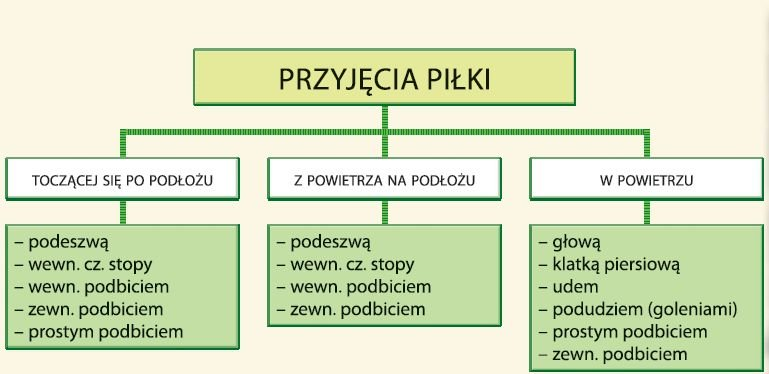 PRZYJĘCIA PIŁKI
TOCZĄCEJ SIĘ PO PODŁOŻU
– podeszwą
– wewn. cz. stopy
– wewn. podbiciem
– zewn. podbiciem
– prostym podbiciem
Z POWIETRZA NA PODŁOŻU
– podeszwą
– wewn. cz. stopy
– wewn. podbiciem
– zewn. podbiciem
W POWIETRZU
– głową
– klatką piersiową
– udem
– podudziem (goleniami)
– prostym podbiciem
– zewn. podbiciem